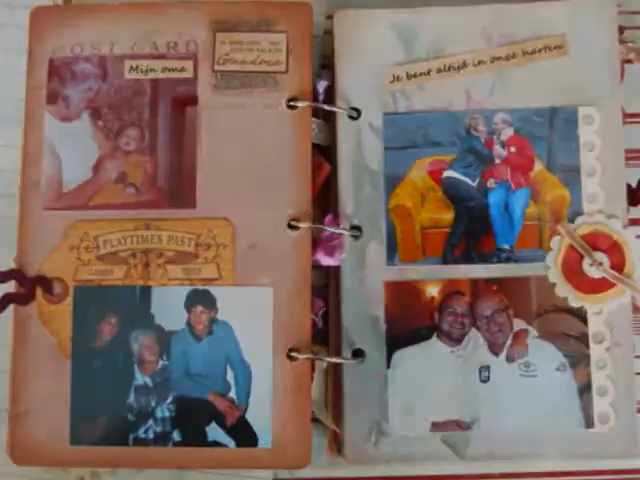 POST CARD
Mijn oma
Grandma
PLAYTIMES PAST
Je bent altijd in onze harten